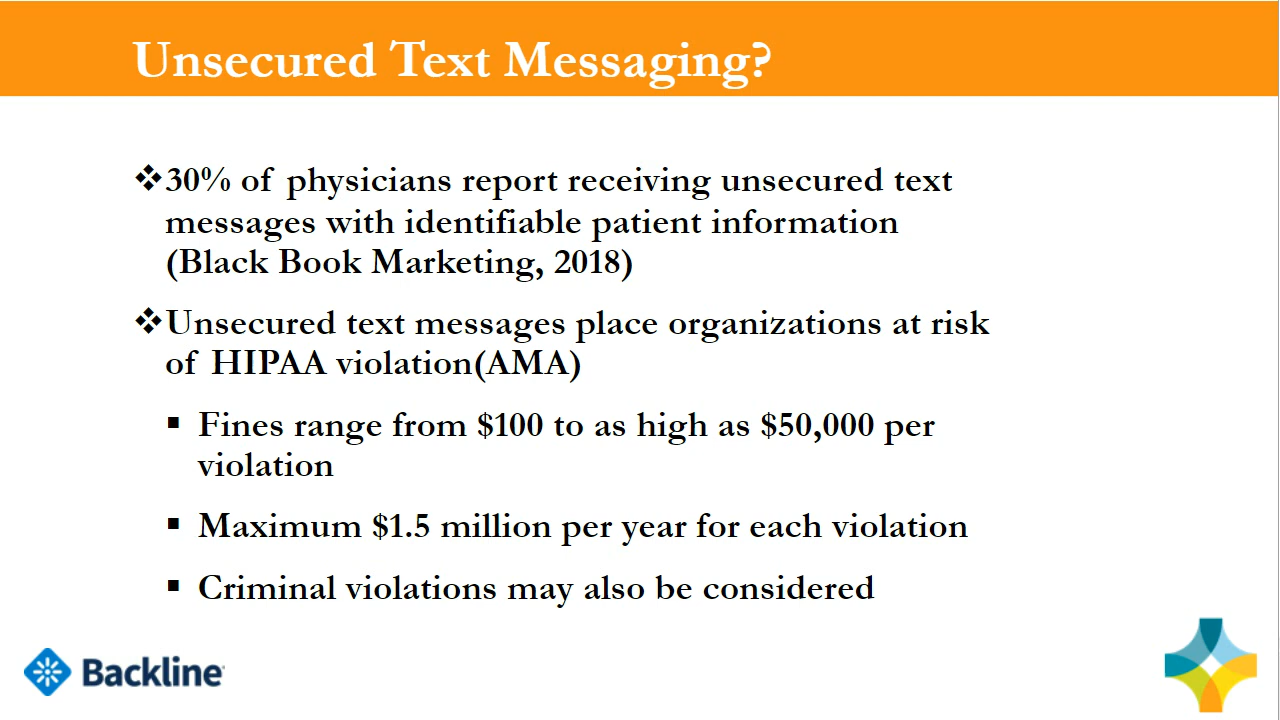 Unsecured Text Messaging?
❖30% of physicians report receiving unsecured text
messages with identifiable patient information
(Black Book Marketing, 2018)
❖Unsecured text messages place organizations at risk
of HIPAA violation(AMA)
▪ Fines range from $100 to as high as $50,000 per
violation
▪ Maximum $1.5 million per year for each violation
▪ Criminal violations may also be considered
Backline